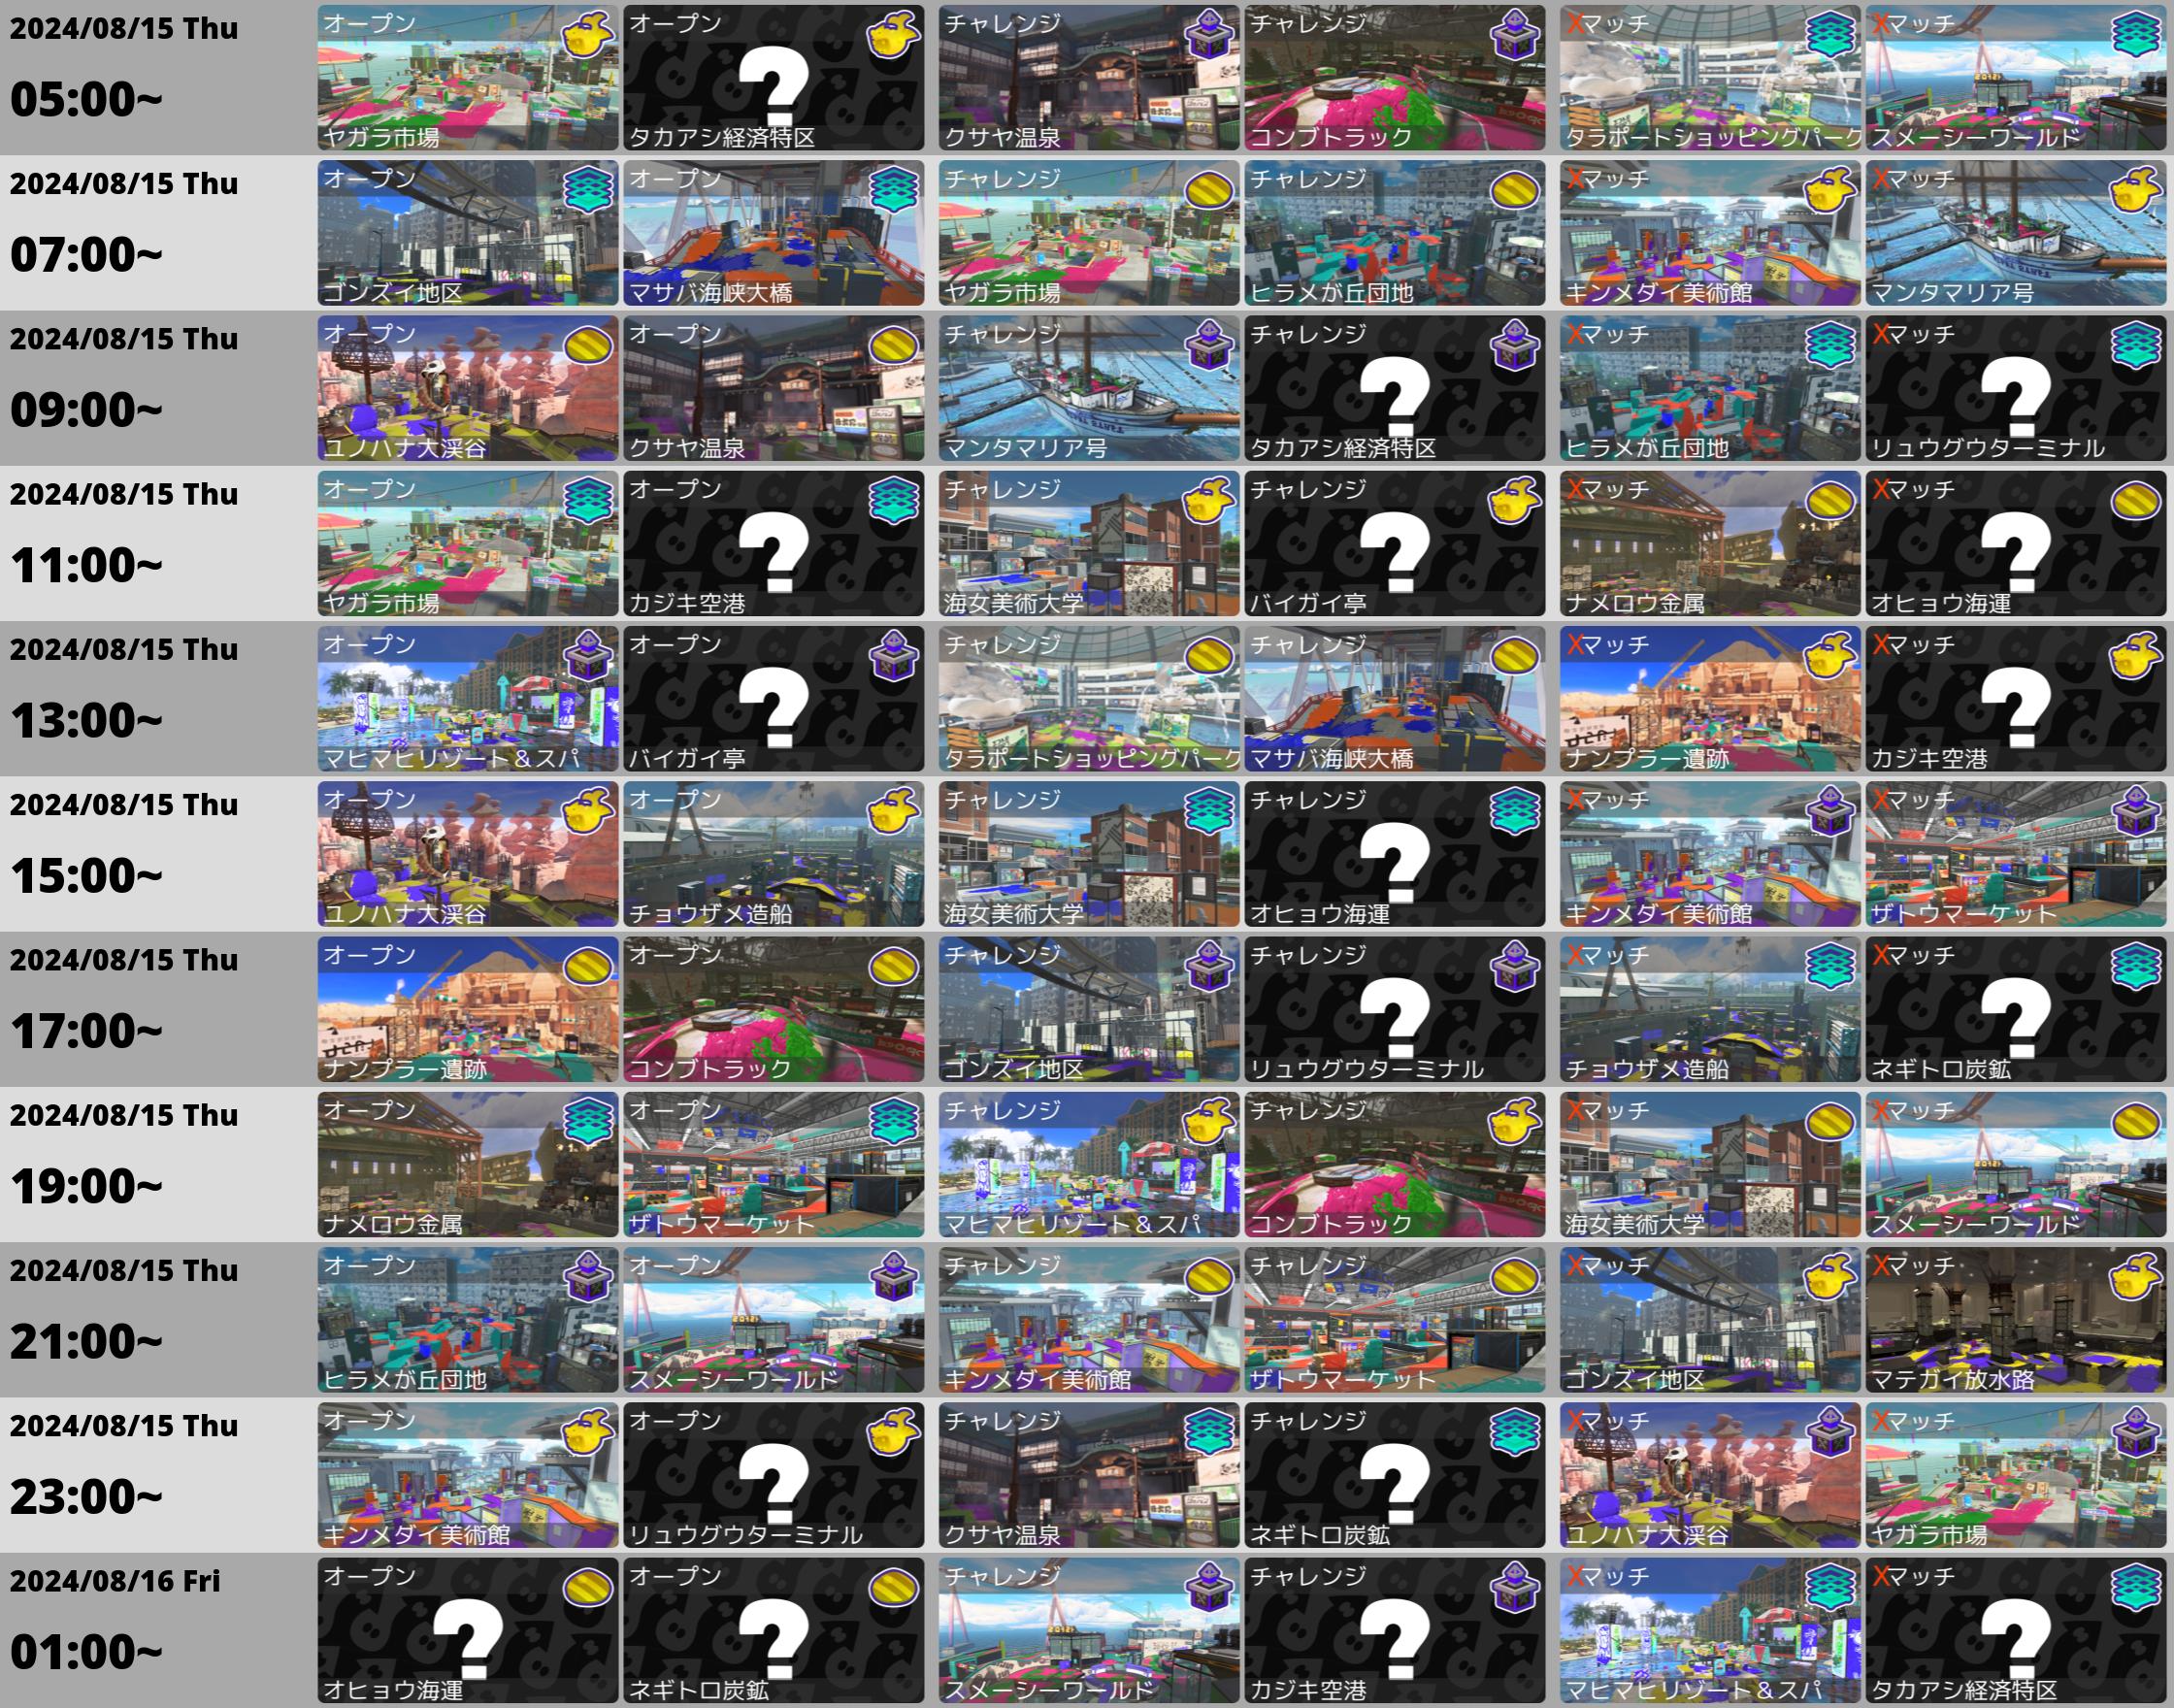 2024/08/15 Thu
05:00~
オープン
ヤガラ市場
オープン
タカアシ経済特区
チャレンジ
クサヤ温泉
チャレンジ
コンブトラック
Xマッチ
タラポートショッピングパーク
Xマッチ
スメーシーワールド
2024/08/15 Thu
07:00~
オープン
ゴンズイ地区
オープン
マサバ海峡大橋
チャレンジ
ヤガラ市場
チャレンジ
ヒラメが丘団地
Xマッチ
キンメダイ美術館
Xマッチ
マンタマリア号
2024/08/15 Thu
09:00~
オープン
ユノハナ大渓谷
オープン
クサヤ温泉
チャレンジ
マンタマリア号
チャレンジ
タカアシ経済特区
Xマッチ
ヒラメが丘団地
Xマッチ
リュウグウターミナル
2024/08/15 Thu
11:00~
オープン
ヤガラ市場
オープン
カジキ空港
チャレンジ
海女美術大学
チャレンジ
バイガイ亭
Xマッチ
ナメロウ金属
Xマッチ
オヒョウ海運
2024/08/15 Thu
13:00~
オープン
マヒマヒリゾート＆スパ
オープン
バイガイ亭
チャレンジ
タラポートショッピングパーク
チャレンジ
マサバ海峡大橋
Xマッチ
ナンプラー遺跡
Xマッチ
カジキ空港
2024/08/15 Thu
15:00~
オープン
ユノハナ大渓谷
オープン
チョウザメ造船
チャレンジ
海女美術大学
チャレンジ
オヒョウ海運
Xマッチ
キンメダイ美術館
Xマッチ
ザトウマーケット
2024/08/15 Thu
17:00~
オープン
ナンプラー遺跡
オープン
コンブトラック
チャレンジ
ゴンズイ地区
チャレンジ
リュウグウターミナル
Xマッチ
チョウザメ造船
Xマッチ
ネギトロ炭鉱
2024/08/15 Thu
19:00~
オープン
ナメロウ金属
オープン
ザトウマーケット
チャレンジ
マヒマヒリゾート＆スパ
チャレンジ
コンブトラック
Xマッチ
海女美術大学
Xマッチ
スメーシーワールド
2024/08/15 Thu
21:00~
オープン
ヒラメが丘団地
オープン
スメーシーワールド
チャレンジ
キンメダイ美術館
チャレンジ
ザトウマーケット
Xマッチ
ゴンズイ地区
Xマッチ
マテガイ放水路
2024/08/15 Thu
23:00~
オープン
キンメダイ美術館
オープン
リュウグウターミナル
チャレンジ
クサヤ温泉
チャレンジ
ネギトロ炭鉱
Xマッチ
ユノハナ大渓谷
Xマッチ
ヤガラ市場
2024/08/16 Fri
01:00~
オープン
オヒョウ海運
オープン
ネギトロ炭鉱
チャレンジ
スメーシーワールド
チャレンジ
カジキ空港
Xマッチ
マヒマヒリゾート＆スパ
Xマッチ
タカアシ経済特区